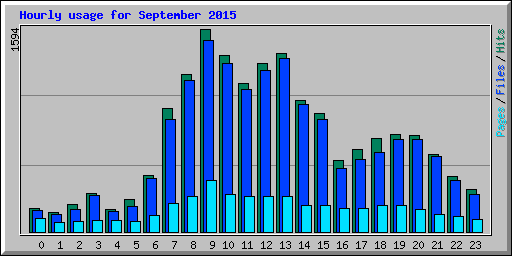 Hourly usage for September 2015
1594
Pages/Files/Hits
0 1 2 3 4 5 6 7 8 9 10 11 12 13 14 15 16 17 18 19 20 21 22 23